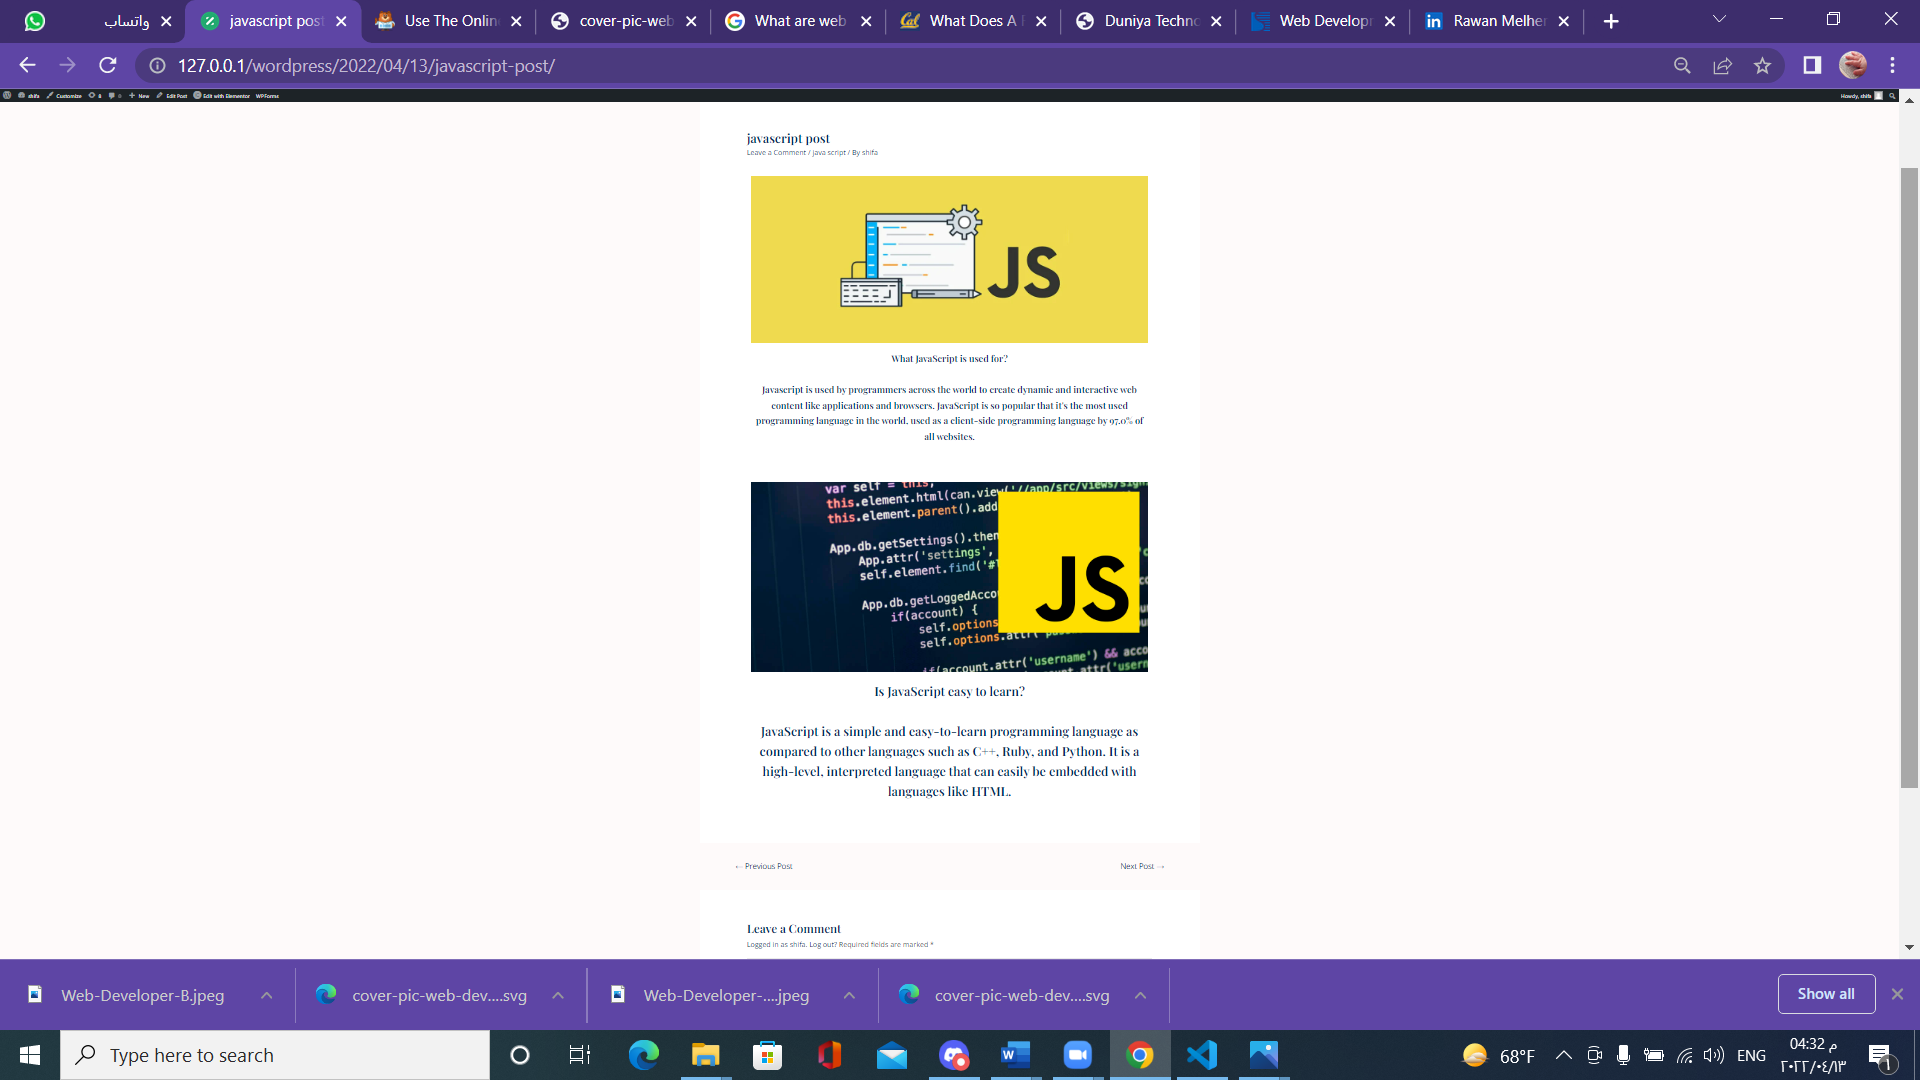 واتساب
javascript post
Use The Onlin
cover-pic-web
What are web
Cal
What Does A
Duniya Techno
Web Develop
in
Rawan Melhe
127.0.0.1/wordpress/2022/04/13/javascript-post/
shifa Customize 8 0 New Edit Post Edit with Elementor WPForms
Howdy, shifa
javascript post
Leave a Comment / java script / By shifa
JS
What JavaScript is used for?
Javascript is used by programmers across the world to create dynamic and interactive web
content like applications and browsers. JavaScript is so popular that it's the most used
programming language in the world. used as a client-side programming language by 97.0% of
all websites.
var self = this;
this.element.html(can.view('//app/src/views/sig
this.element.parent().add
App.db.getSettings().then
App.attr('settings',
self.element.find('#
App.db.getLoggedAcco
if(account) {
self.options
self.options.attr(
if(account.attr('username') && acco
JS
Is JavaScript easy to learn?
JavaScript is a simple and easy-to-learn programming language as
compared to other languages such as C++, Ruby, and Python. It is a
high-level, interpreted language that can easily be embedded with
languages like HTML.
← Previous Post
Next Post →
Leave a Comment
Logged in as shifa. Log out? Required fields are marked *
Web-Developer-B.jpeg
cover-pic-web-dev....svg
Web-Developer-....jpeg
cover-pic-web-dev....svg
Show all
Type here to search
68°F
ENG
04:32 م
٢٠٢٢/٠٤/١٣
١